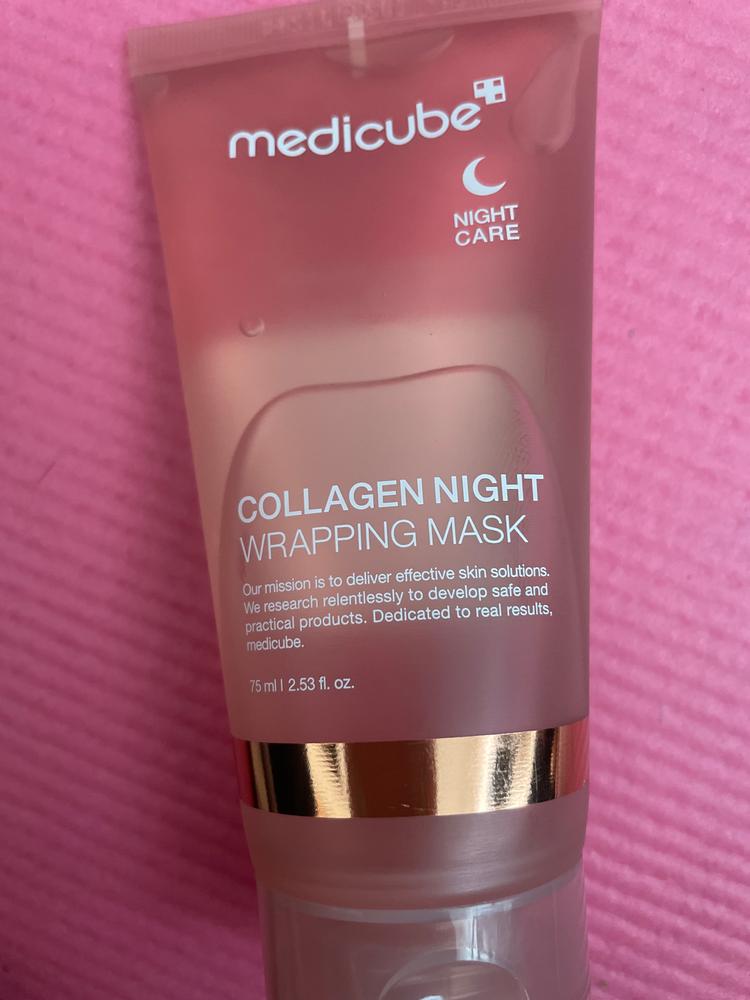 medicube
NIGHT
CARE
COLLAGEN NIGHT
WRAPPING MASK
Our mission is to deliver effective skin solutions.
We research relentlessly to develop safe and
practical products. Dedicated to real results,
medicube.
75 ml | 2.53 fl. oz.